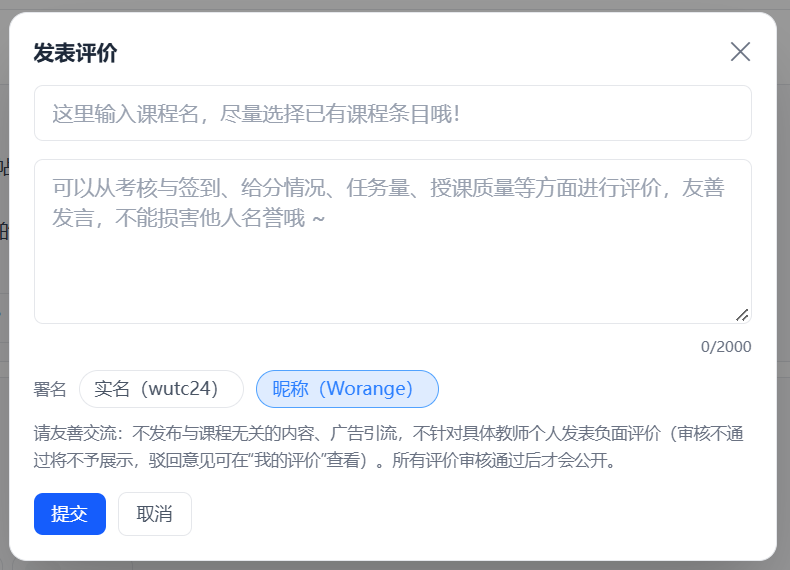 发表评价
这里输入课程名，尽量选择已有课程条目哦！
可以从考核与签到、给分情况、任务量、授课质量等方面进行评价，友善
发言，不能损害他人名誉哦 ~
0/2000
署名 实名（wutc24） 昵称（Worange）
请友善交流：不发布与课程无关的内容、广告引流，不针对具体教师个人发表负面评价（审核不通
过将不予展示，驳回意见可在“我的评价”查看）。所有评价审核通过后才会公开。
提交 取消